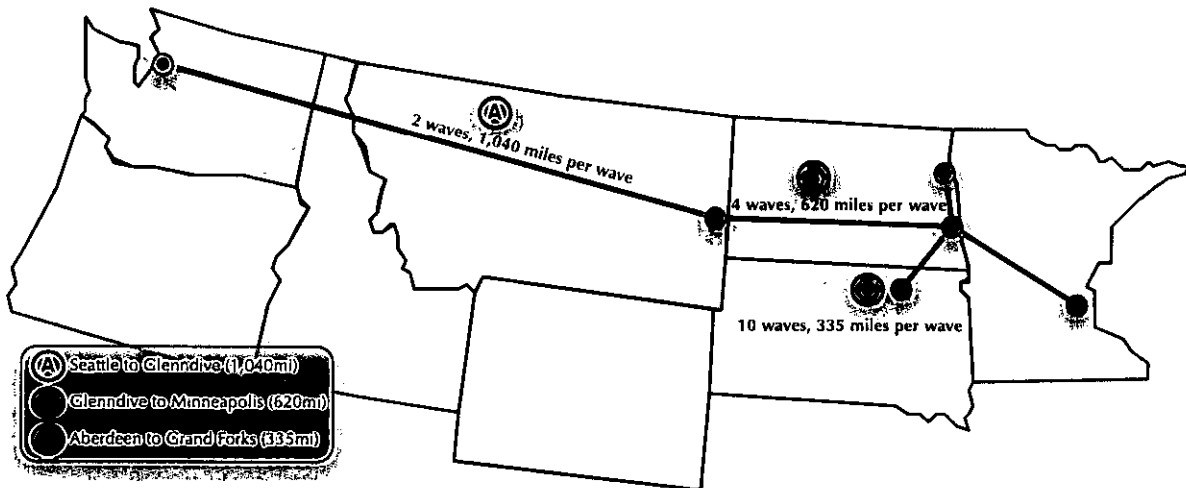 A
2 waves, 1,040 miles per wave
4 waves, 620 miles per wave
10 waves, 335 miles per wave
A Seattle to Glenndive (1,040mi)
Glenndive to Minneapolis (620mi)
Aberdeen to Grand Forks (335mi)